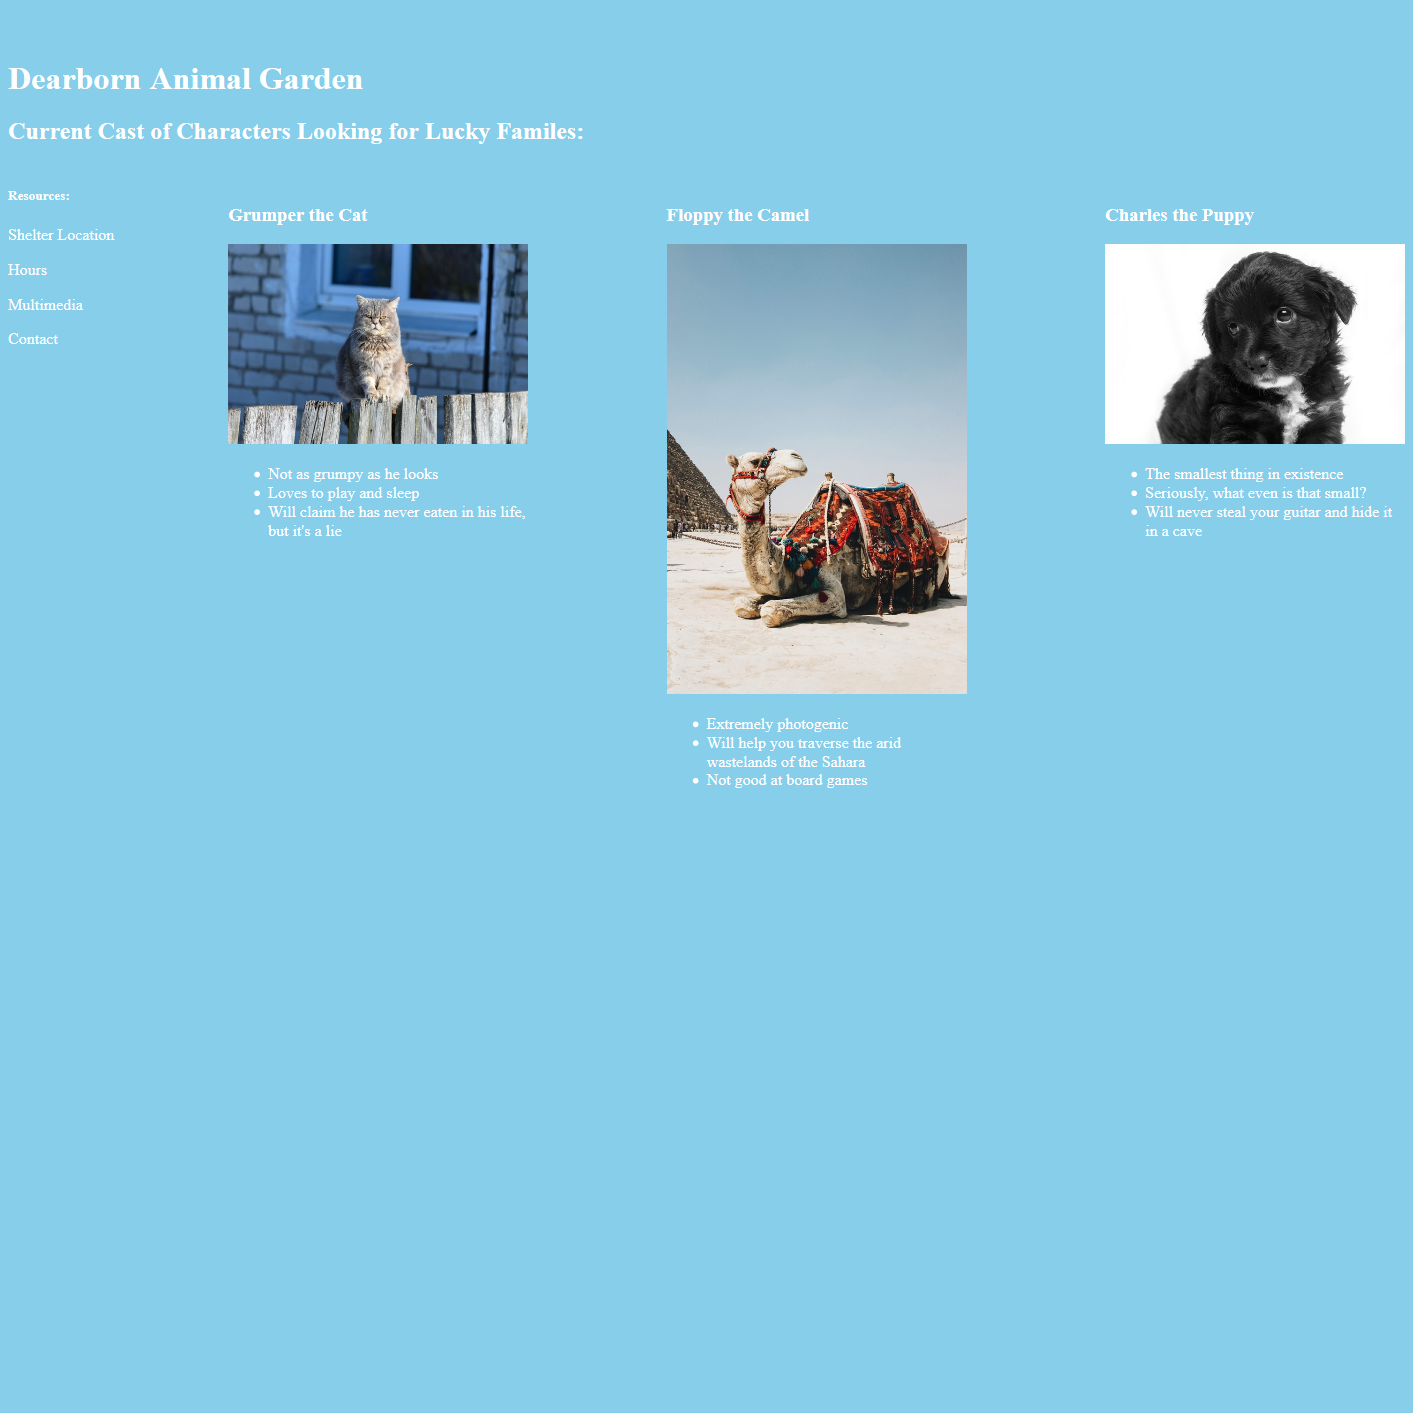 Dearborn Animal Garden
Current Cast of Characters Looking for Lucky Familes:
Resources:
Shelter Location
Hours
Multimedia
Contact
Grumper the Cat
Not as grumpy as he looks
Loves to play and sleep
Will claim he has never eaten in his life,
but it's a lie
Floppy the Camel
Extremely photogenic
Will help you traverse the arid
wastelands of the Sahara
Not good at board games
Charles the Puppy
The smallest thing in existence
Seriously, what even is that small?
Will never steal your guitar and hide it
in a cave